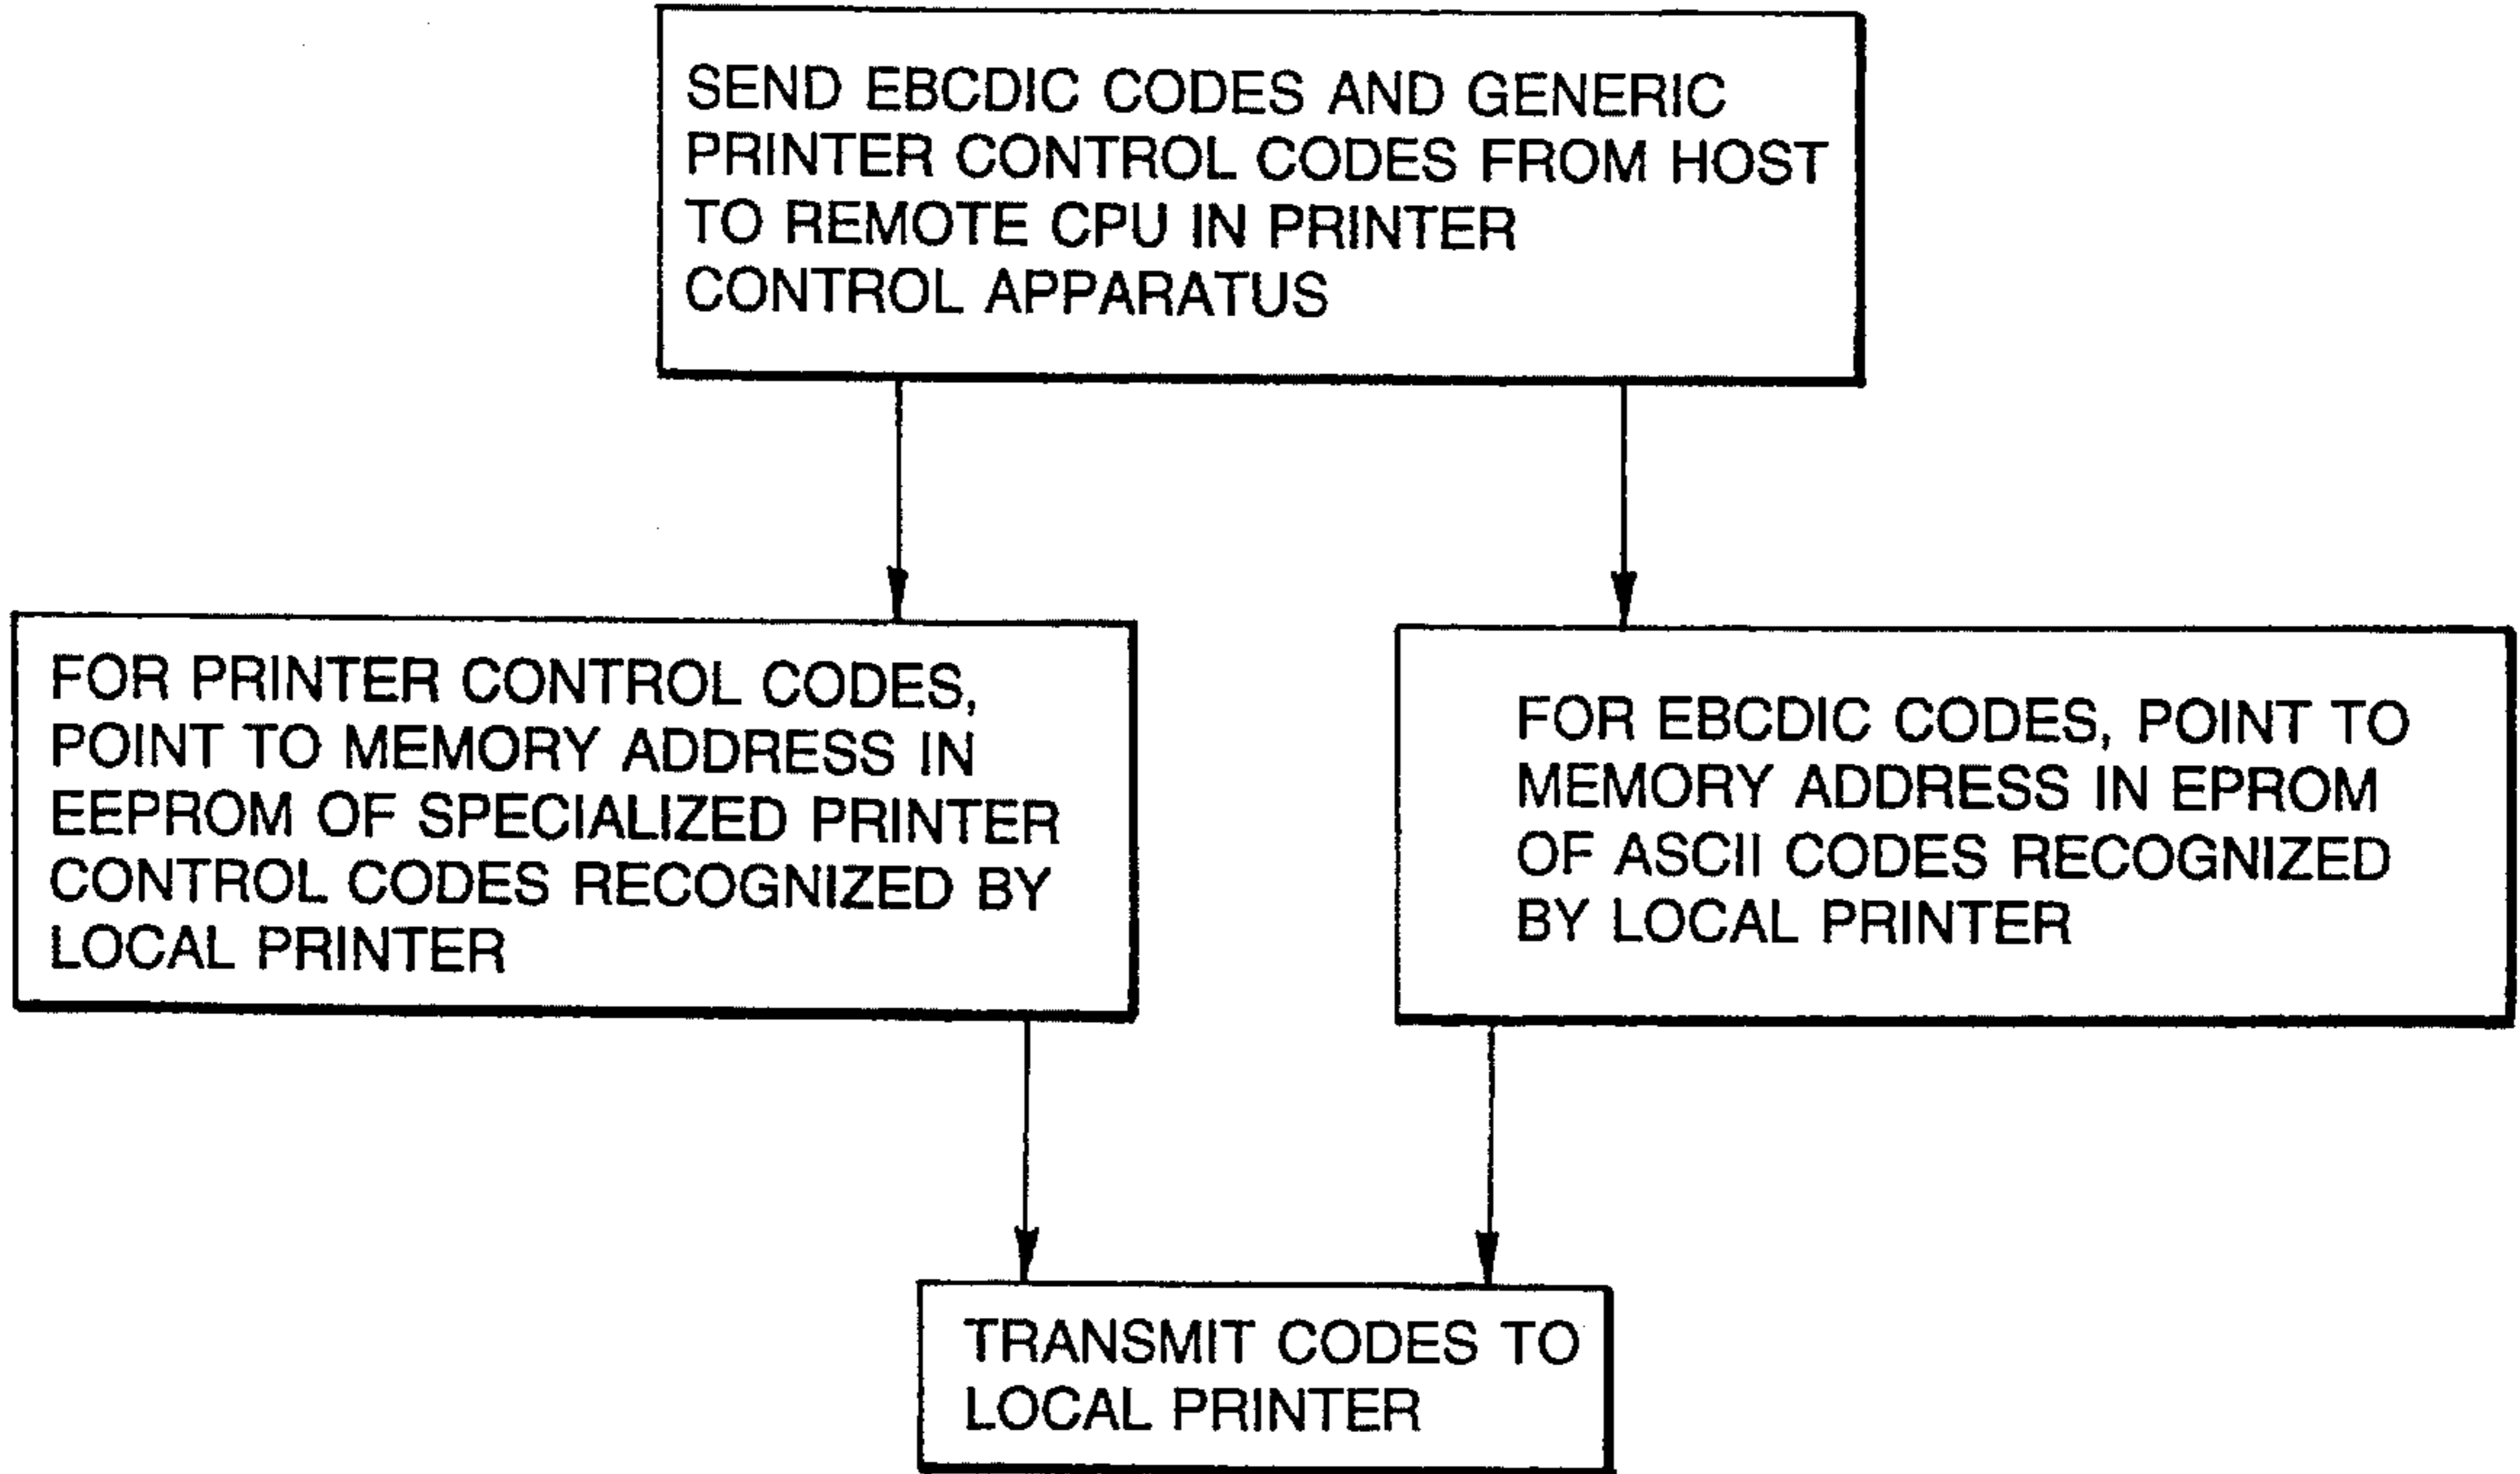 SEND EBCDIC CODES AND GENERIC
PRINTER CONTROL CODES FROM HOST
TO REMOTE CPU IN PRINTER
CONTROL APPARATUS
FOR PRINTER CONTROL CODES,
POINT TO MEMORY ADDRESS IN
EEPROM OF SPECIALIZED PRINTER
CONTROL CODES RECOGNIZED BY
LOCAL PRINTER
FOR EBCDIC CODES, POINT TO
MEMORY ADDRESS IN EPROM
OF ASCII CODES RECOGNIZED
BY LOCAL PRINTER
TRANSMIT CODES TO
LOCAL PRINTER